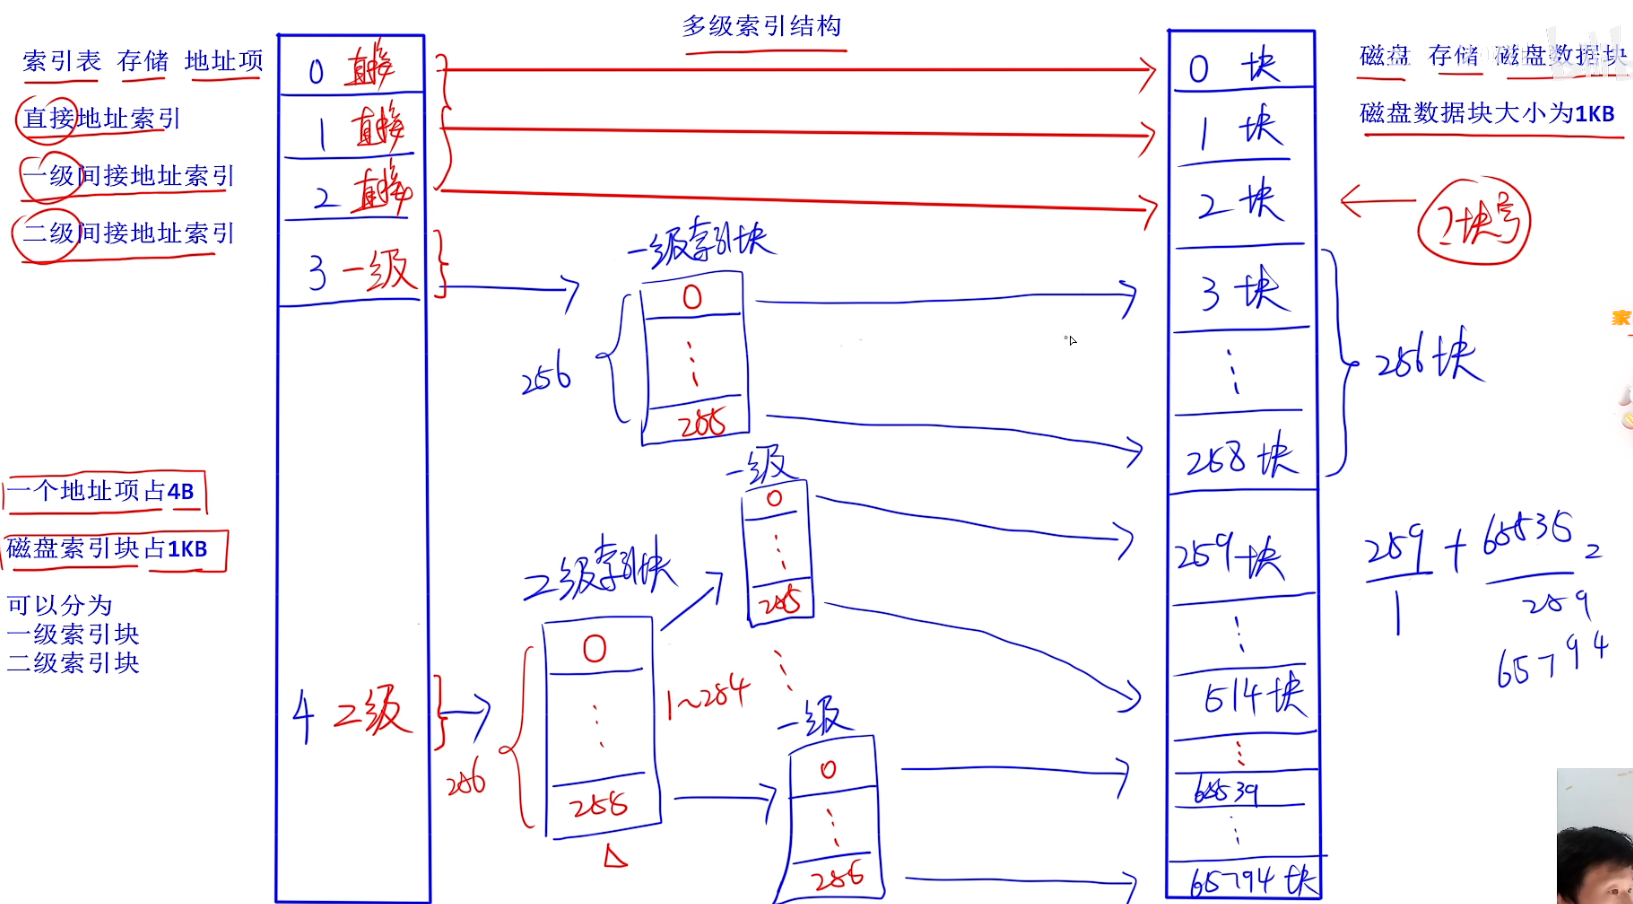 多级索引结构
索引表 存储 地址项
直接地址索引
一级间接地址索引
二级间接地址索引
一个地址项占4B
磁盘索引块占1KB
可以分为
一级索引块
二级索引块
0 直接
1 直接
2 直接
3 一级
4 二级
一级索引块
0
255
256
二级索引块
0
255
256
1~254
一级
0
255
一级
0
256
0 块
1 块
2 块
3 块
258 块
259 块
514 块
65539
65794 块
磁盘 存储 磁盘数据块
磁盘数据块大小为1KB
?块号
256块
259 + 65535
1
259
65794
家